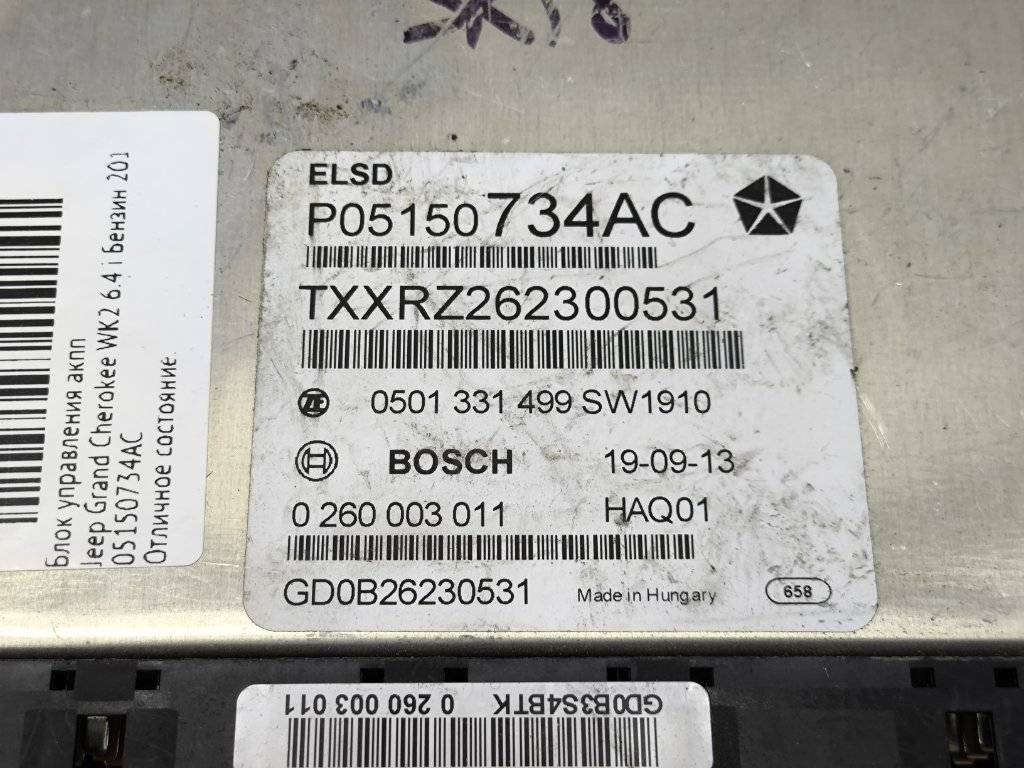 ELSD
P05150734AC
TXXRZ262300531
ZF 0501 331 499 SW1910
BOSCH 19-09-13
0 260 003 011 HAQ01
GD0B26230531 Made in Hungary 658
Блок управления акпп
Jeep Grand Cherokee WK2 6.4 i бензин 201
05150734AC
Отличное состояние.
GD0B3S4BTK 0 260 003 011